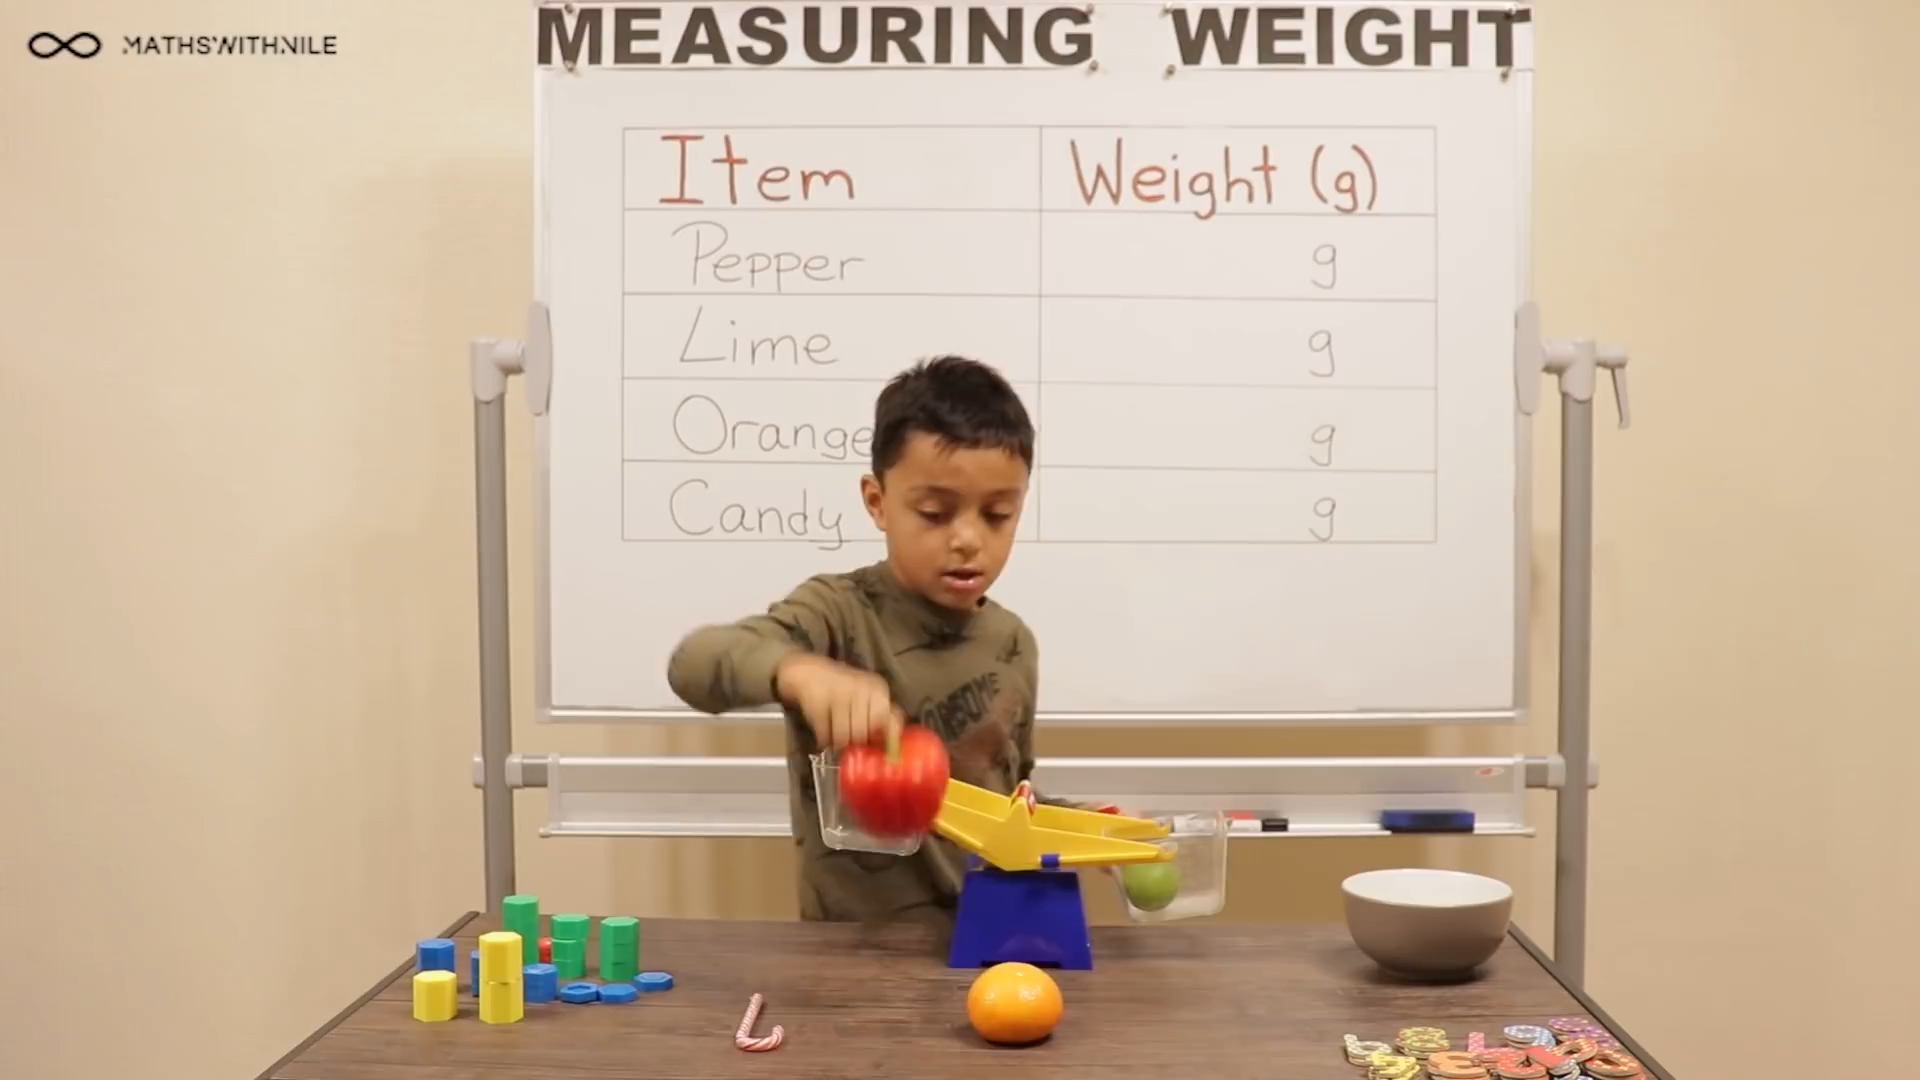 MATHSWITHNILE
MEASURING WEIGHT
Item Weight (g)
Pepper g
Lime g
Orange g
Candy g